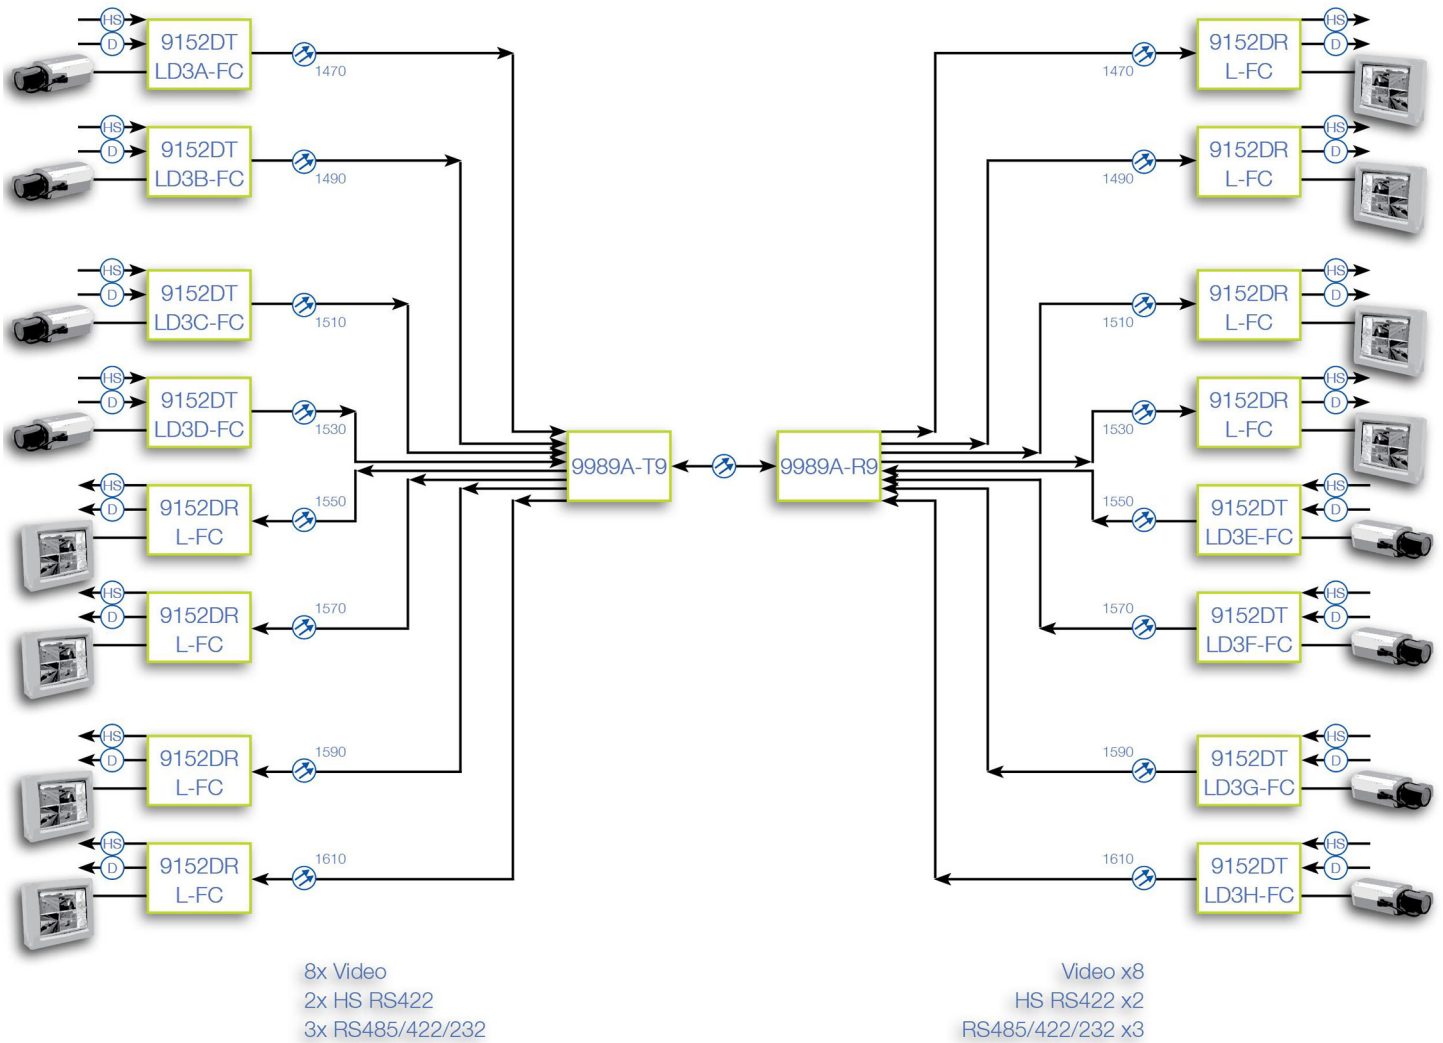 HS
D
9152DT
LD3A-FC
1470
HS
D
9152DT
LD3B-FC
1490
HS
D
9152DT
LD3C-FC
1510
HS
D
9152DT
LD3D-FC
1530
HS
D
9152DR
L-FC
1550
HS
D
9152DR
L-FC
1570
HS
D
9152DR
L-FC
1590
HS
D
9152DR
L-FC
1610
9989A-T9
9989A-R9
1470
9152DR
L-FC
HS
D
1490
9152DR
L-FC
HS
D
1510
9152DR
L-FC
HS
D
1530
9152DR
L-FC
HS
D
1550
9152DT
LD3E-FC
HS
D
1570
9152DT
LD3F-FC
HS
D
1590
9152DT
LD3G-FC
HS
D
1610
9152DT
LD3H-FC
HS
D
8x Video
2x HS RS422
3x RS485/422/232
Video x8
HS RS422 x2
RS485/422/232 x3